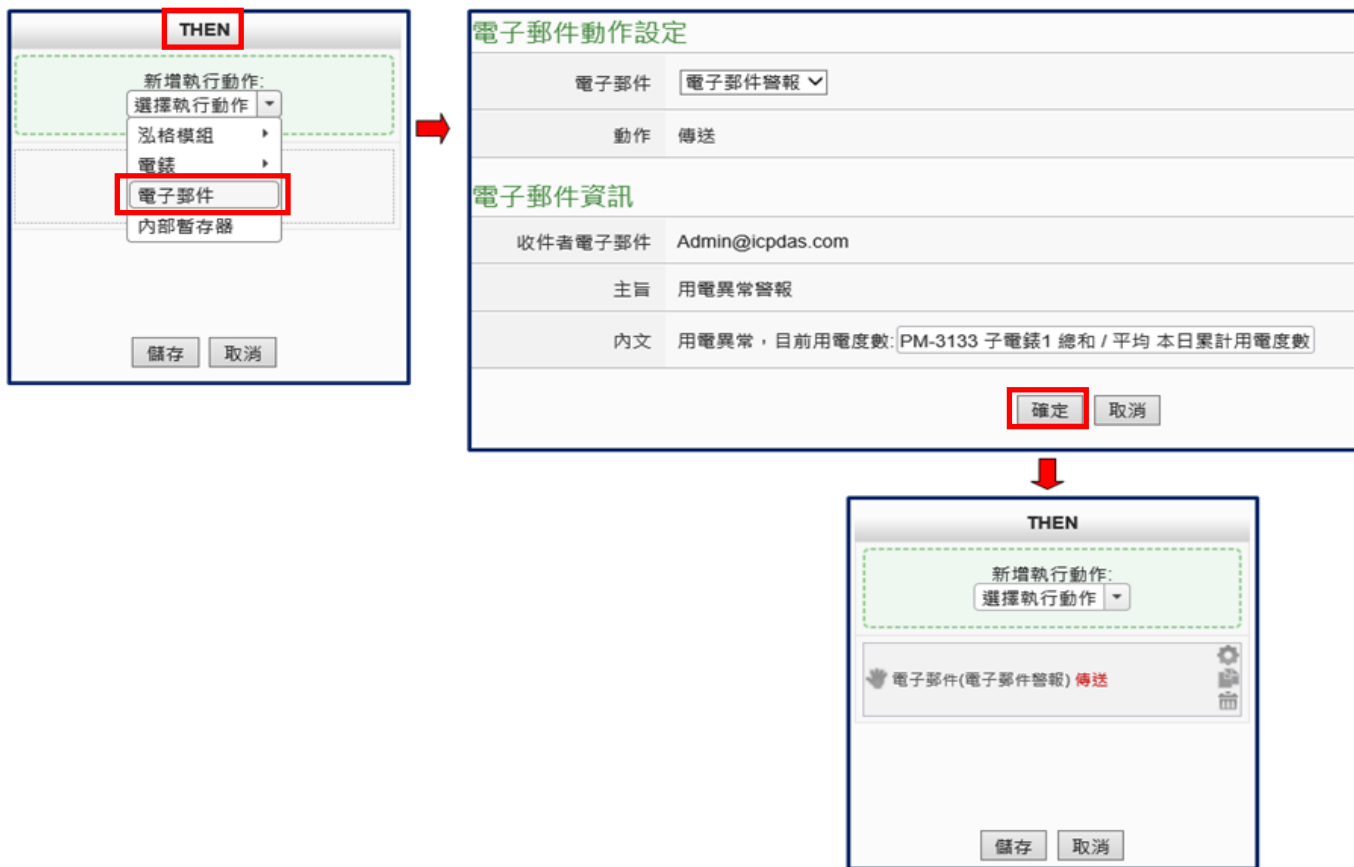 THEN
新增執行動作:
選擇執行動作
泓格模組
電錶
電子郵件
內部暫存器
儲存 取消
電子郵件動作設定
電子郵件 電子郵件警報
動作 傳送
電子郵件資訊
收件者電子郵件 Admin@icpdas.com
主旨 用電異常警報
內文 用電異常，目前用電度數: PM-3133 子電錶1 總和 / 平均 本日累計用電度數
確定 取消
THEN
新增執行動作:
選擇執行動作
電子郵件(電子郵件警報) 傳送
儲存 取消